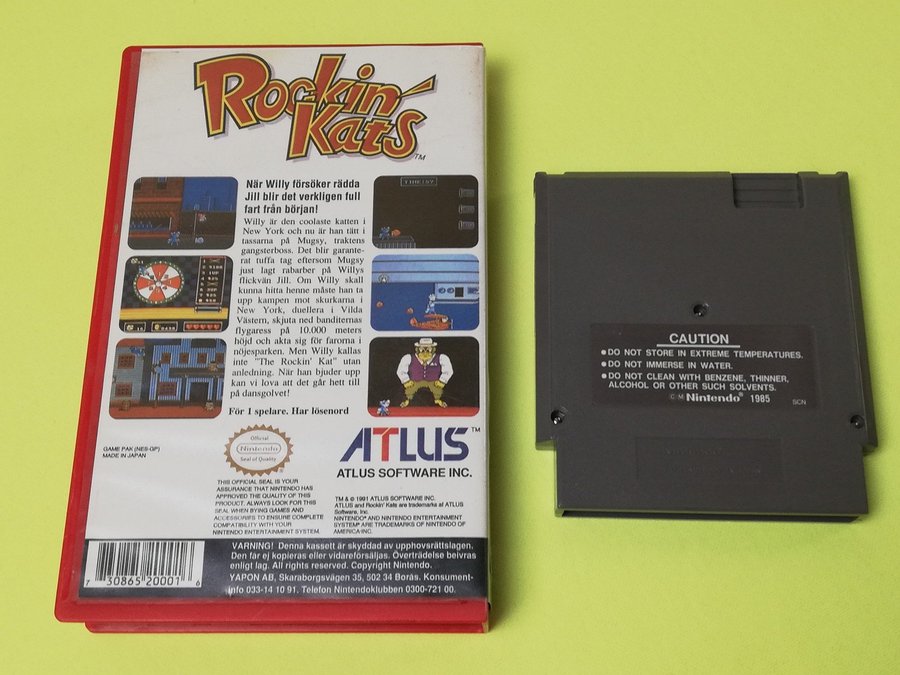 Rockin' Kats™
När Willy försöker rädda
Jill blir det verkligen full
fart från början!
Willy är den coolaste katten i
New York och nu är han tätt i
tassarna på Mugsy, traktens
gangsterboss. Det blir garante-
rat tuffa tag eftersom Mugsy
just lagt rabarber på Willys
flickvän Jill. Om Willy skall
kunna hitta henne måste han ta
upp kampen mot skurkarna i
New York, duellera i Vilda
Västern, skjuta ned banditernas
flygaress på 10.000 meters
höjd och akta sig för farorna i
nöjesparken. Men Willy kallas
inte "The Rockin' Kat" utan
anledning. När han bjuder upp
kan vi lova att det går hett till
på dansgolvet!
För 1 spelare. Har lösenord
GAME PAK (NES-GP)
MADE IN JAPAN
Official
Nintendo
Seal of Quality
THIS OFFICIAL SEAL IS YOUR
ASSURANCE THAT NINTENDO HAS
APPROVED THE QUALITY OF THIS
PRODUCT. ALWAYS LOOK FOR THIS
SEAL WHEN BYING GAMES AND
ACCESSORIES TO ENSURE COMPLETE
COMPATIBILITY WITH YOUR
NINTENDO ENTERTAINMENT SYSTEM.
ATLUS™
ATLUS SOFTWARE INC.
TM & © 1991 ATLUS SOFTWARE INC.
ATLUS and Rockin' Kats are trademarks of ATLUS
Software, Inc.
NINTENDO® AND NINTENDO ENTERTAINMENT
SYSTEM® ARE TRADEMARKS OF NINTENDO OF
AMERICA INC.
7 30865 20001 6
VARNING! Denna kassett är skyddad av upphovsrättslagen.
Den får ej kopieras eller vidareförsäljas. Överträdelse beivras
enligt lag. All rights reserved. Copyright Nintendo.
YAPON AB, Skaraborgsvägen 35, 502 34 Borås. Konsument-
info 033-14 10 91. Telefon Nintendoklubben 0300-721 00.
CAUTION
• DO NOT STORE IN EXTREME TEMPERATURES.
• DO NOT IMMERSE IN WATER.
• DO NOT CLEAN WITH BENZENE, THINNER,
ALCOHOL OR OTHER SUCH SOLVENTS.
© M Nintendo® 1985
SCN